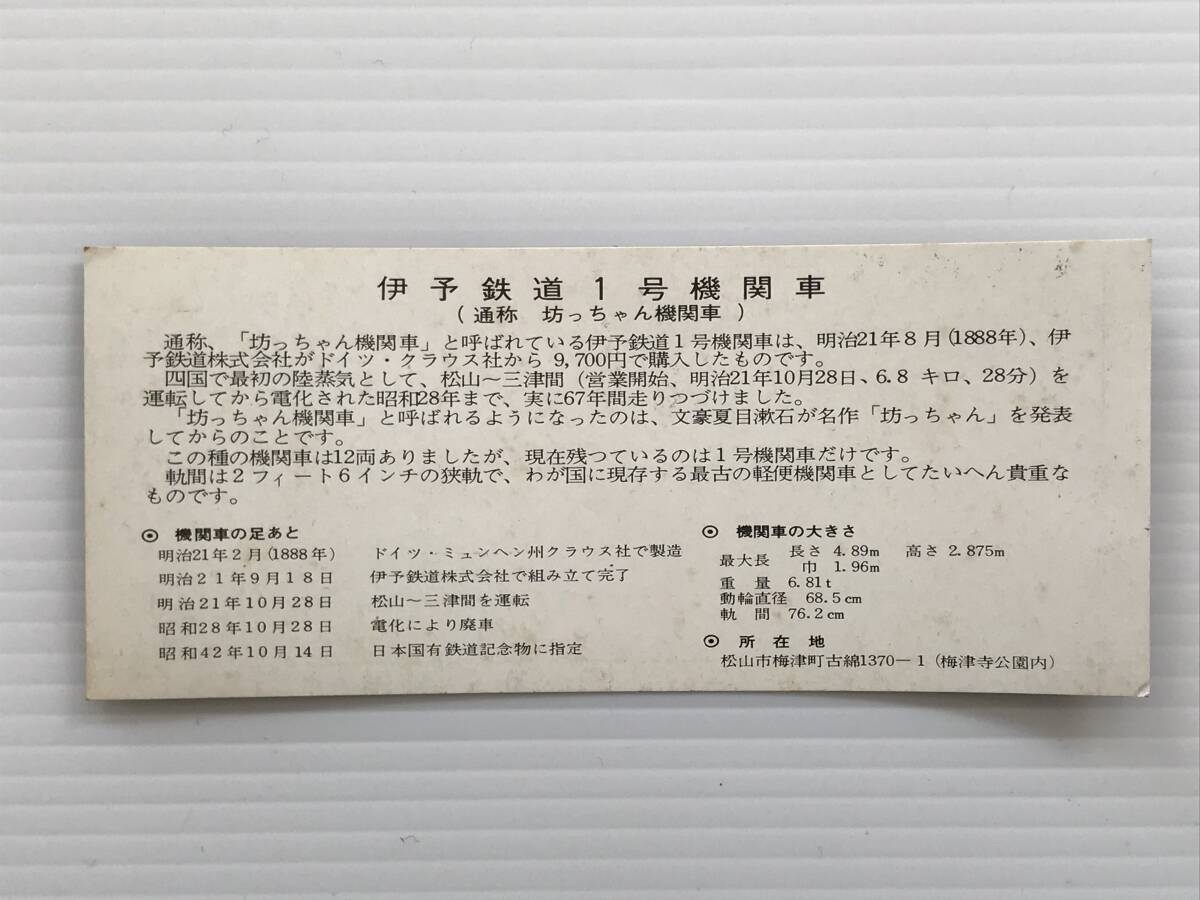 伊予鉄道1号機関車
(通称 坊っちゃん機関車)
通称、「坊っちゃん機関車」と呼ばれている伊予鉄道1号機関車は、明治21年8月(1888年)、伊
予鉄道株式会社がドイツ・クラウス社から 9,700円で購入したものです。
四国で最初の陸蒸気として、松山〜三津間(営業開始、明治21年10月28日、6.8 キロ、28分)を
運転してから電化された昭和28年まで、実に67年間走りつづけました。
「坊っちゃん機関車」と呼ばれるようになったのは、文豪夏目漱石が名作「坊っちゃん」を発表
してからのことです。
この種の機関車は12両ありましたが、現在残つているのは1号機関車だけです。
軌間は2フィート6インチの狭軌で、わが国に現存する最古の軽便機関車としてたいへん貴重な
ものです。
◉ 機関車の足あと
明治21年2月(1888年) ドイツ・ミュンヘン州クラウス社で製造
明治21年9月18日 伊予鉄道株式会社で組み立て完了
明治21年10月28日 松山〜三津間を運転
昭和28年10月28日 電化により廃車
昭和42年10月14日 日本国有鉄道記念物に指定
◉ 機関車の大きさ
最大長 長さ 4.89m 高さ 2.875m
巾 1.96m
重量 6.81t
動輪直径 68.5cm
軌間 76.2cm
◉ 所在地
松山市梅津町古綿1370-1(梅津寺公園内)